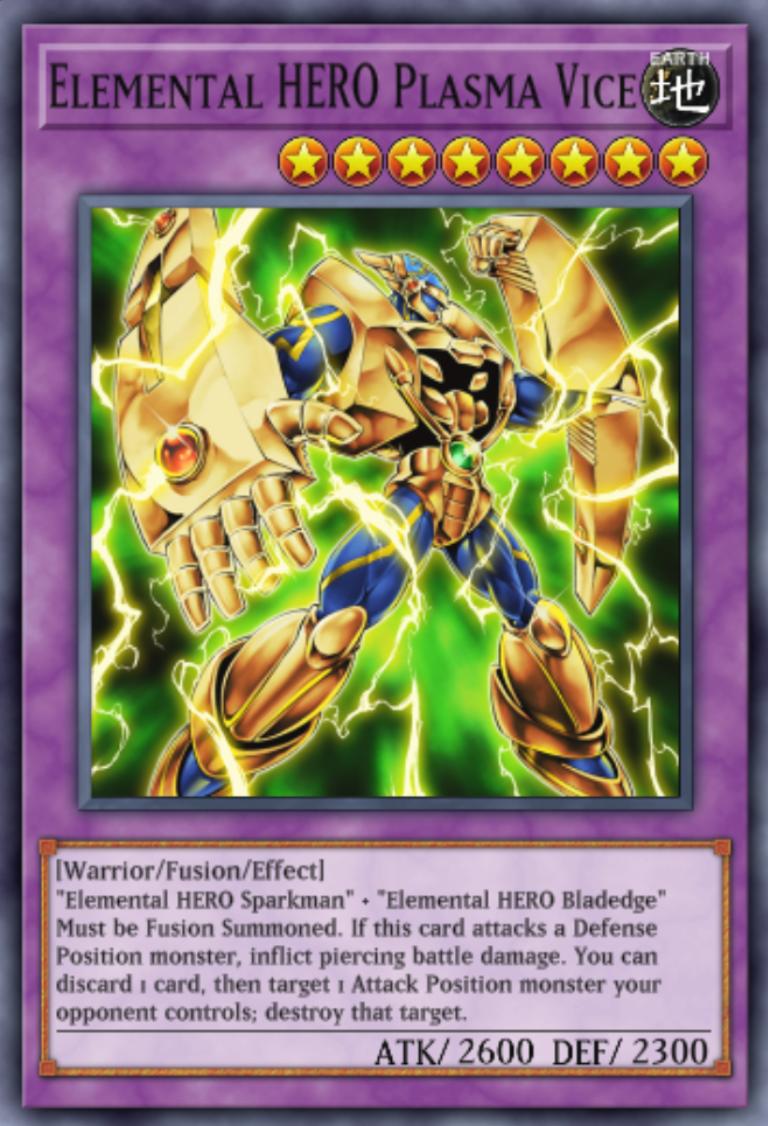 ELEMENTAL HERO PLASMA VICE
EARTH
地
[Warrior/Fusion/Effect]
"Elemental HERO Sparkman" + "Elemental HERO Bladedge"
Must be Fusion Summoned. If this card attacks a Defense
Position monster, inflict piercing battle damage. You can
discard 1 card, then target 1 Attack Position monster your
opponent controls; destroy that target.
ATK/ 2600 DEF/ 2300